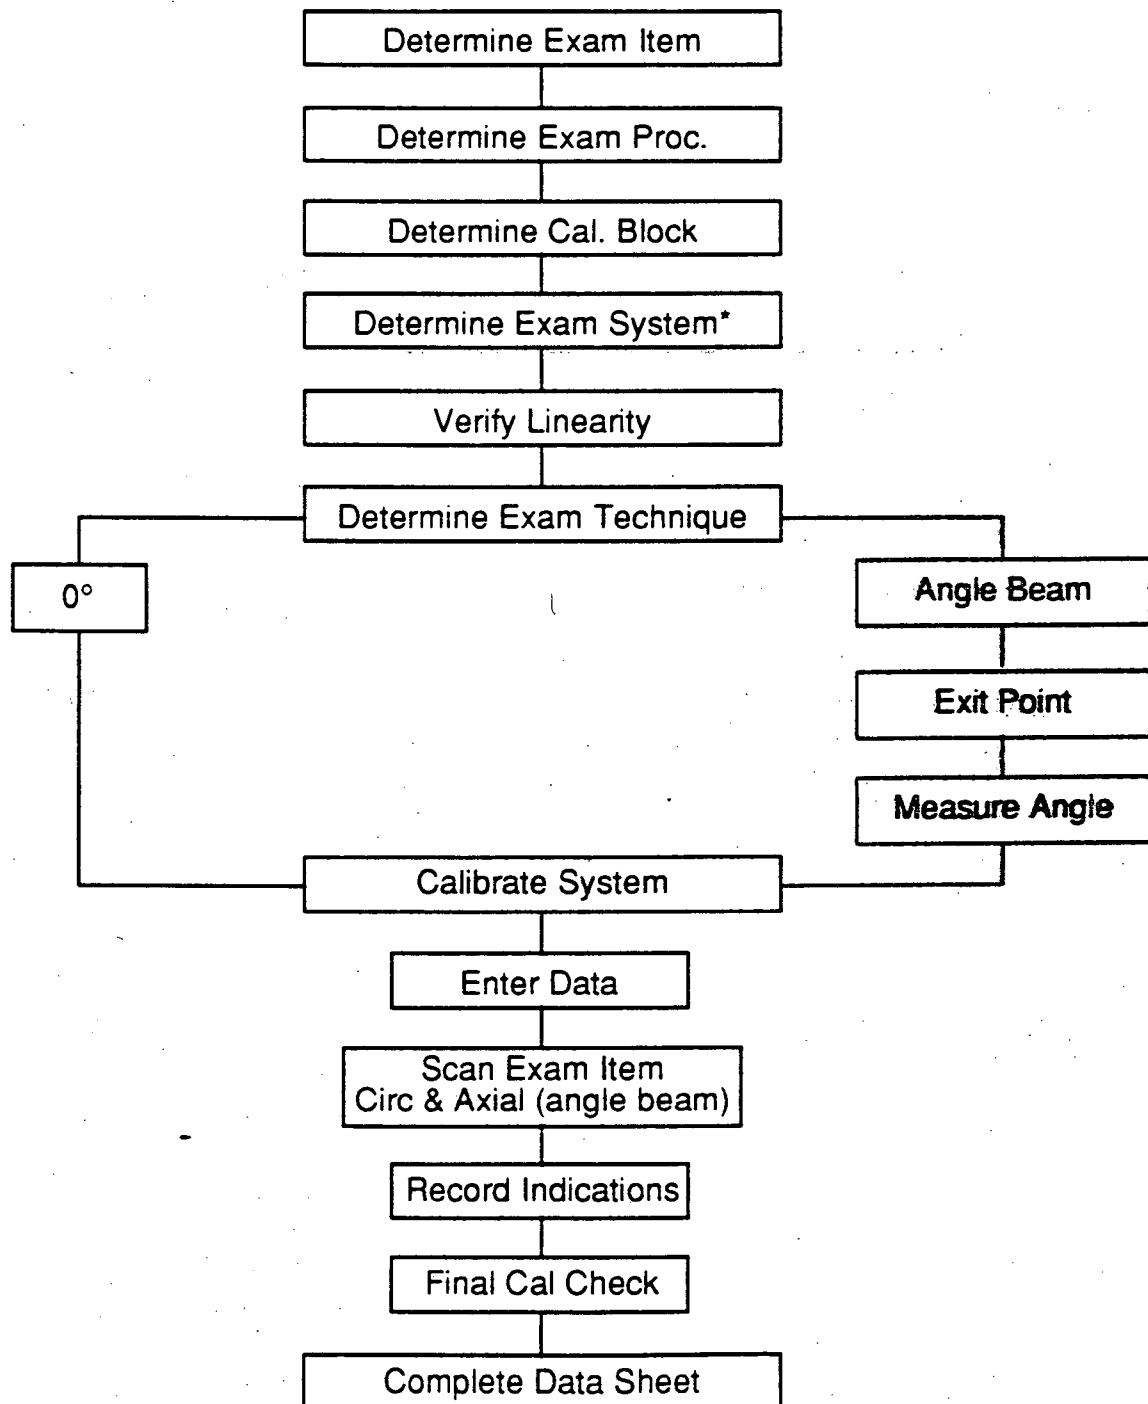 Determine Exam Item
Determine Exam Proc.
Determine Cal. Block
Determine Exam System*
Verify Linearity
Determine Exam Technique
0°
Angle Beam
Exit Point
Measure Angle
Calibrate System
Enter Data
Scan Exam Item
Circ & Axial (angle beam)
Record Indications
Final Cal Check
Complete Data Sheet